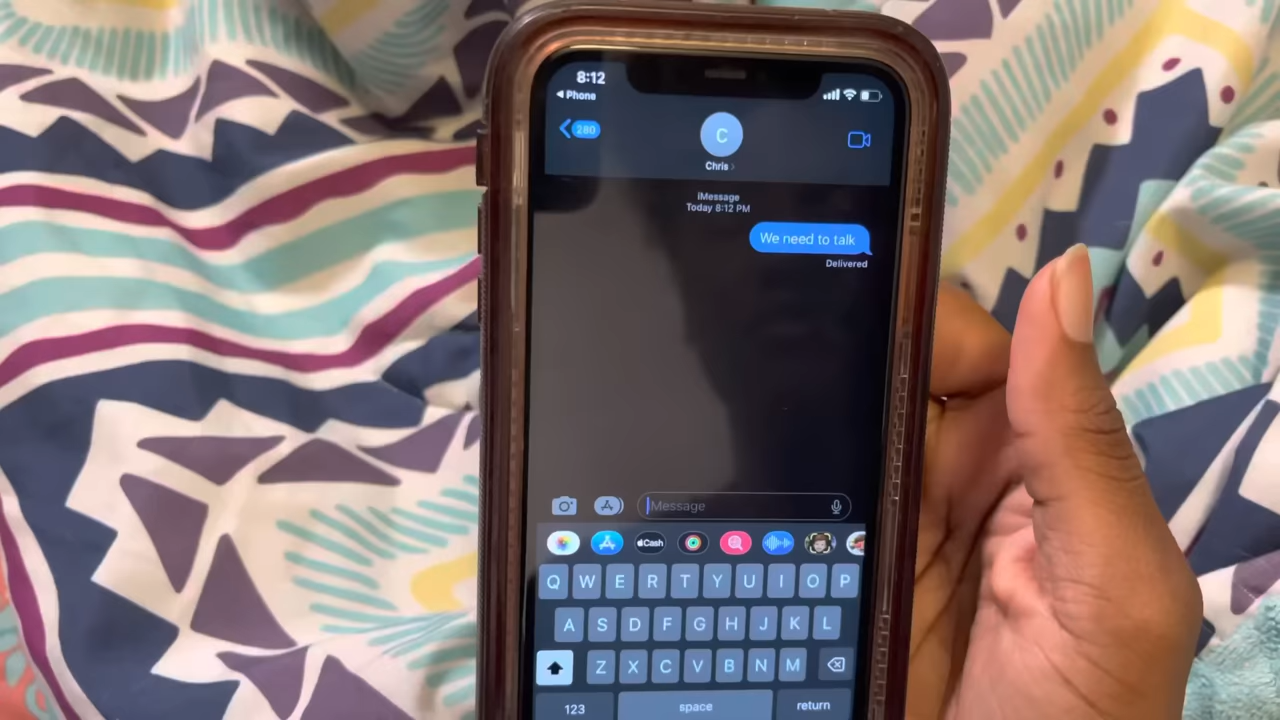 8:12
Phone
280
C
Chris
iMessage
Today 8:12 PM
We need to talk
Delivered
Message
Cash
Q W E R T Y U I O P
A S D F G H J K L
Z X C V B N M
123 space return